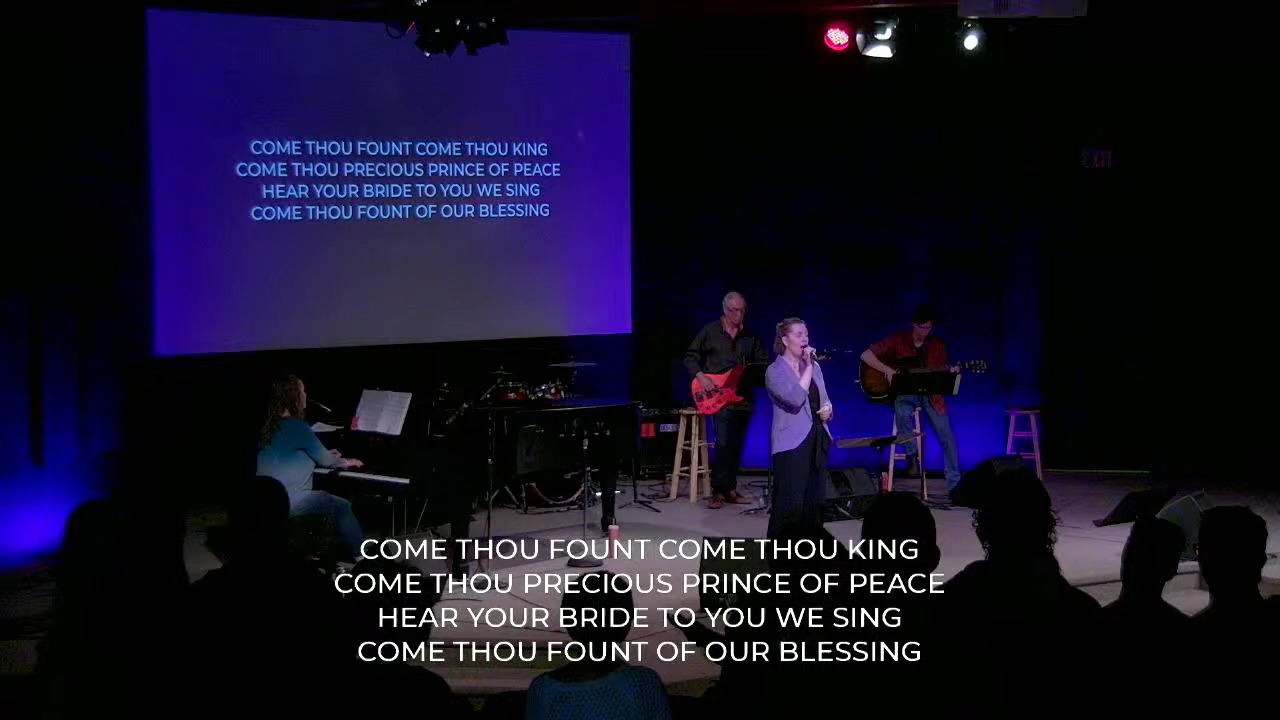 COME THOU FOUNT COME THOU KING
COME THOU PRECIOUS PRINCE OF PEACE
HEAR YOUR BRIDE TO YOU WE SING
COME THOU FOUNT OF OUR BLESSING
EXIT
COME THOU FOUNT COME THOU KING
COME THOU PRECIOUS PRINCE OF PEACE
HEAR YOUR BRIDE TO YOU WE SING
COME THOU FOUNT OF OUR BLESSING